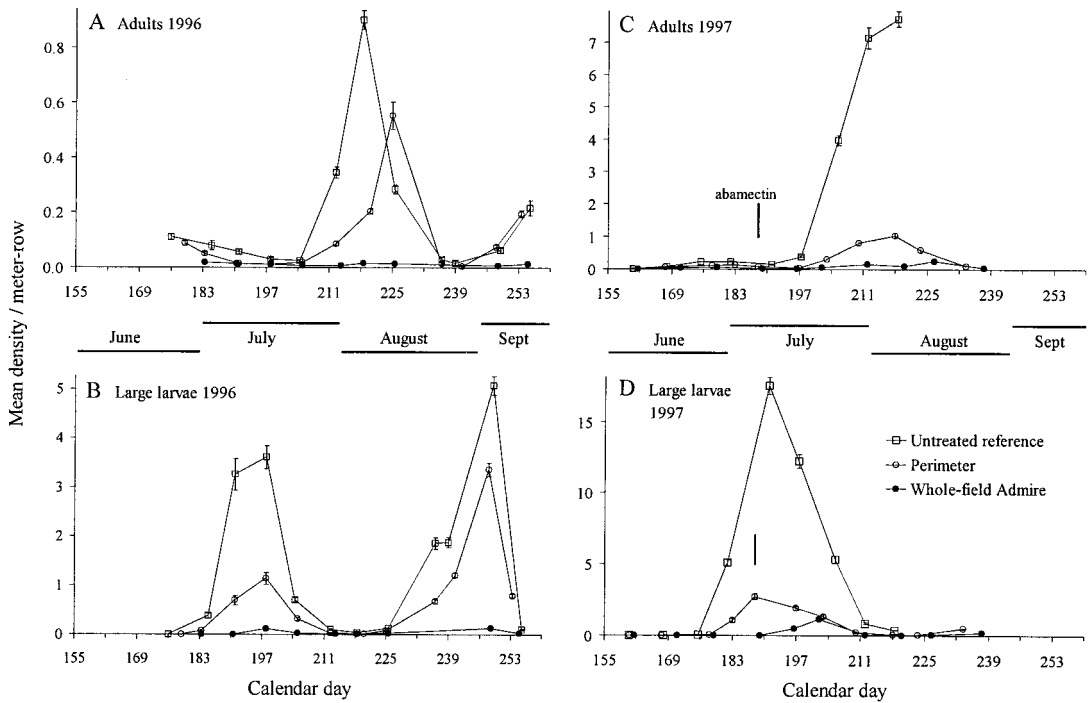 A Adults 1996
0.8
0.6
0.4
0.2
0.0
155 169 183 197 211 225 239 253
C Adults 1997
7
6
5
4
3
2
1
0
abamectin
155 169 183 197 211 225 239 253
June July August Sept
June July August Sept
Mean density / meter-row
B Large larvae 1996
5
4
3
2
1
0
155 169 183 197 211 225 239 253
Calendar day
D Large larvae
1997
15
10
5
0
Untreated reference
Perimeter
Whole-field Admire
155 169 183 197 211 225 239 253
Calendar day